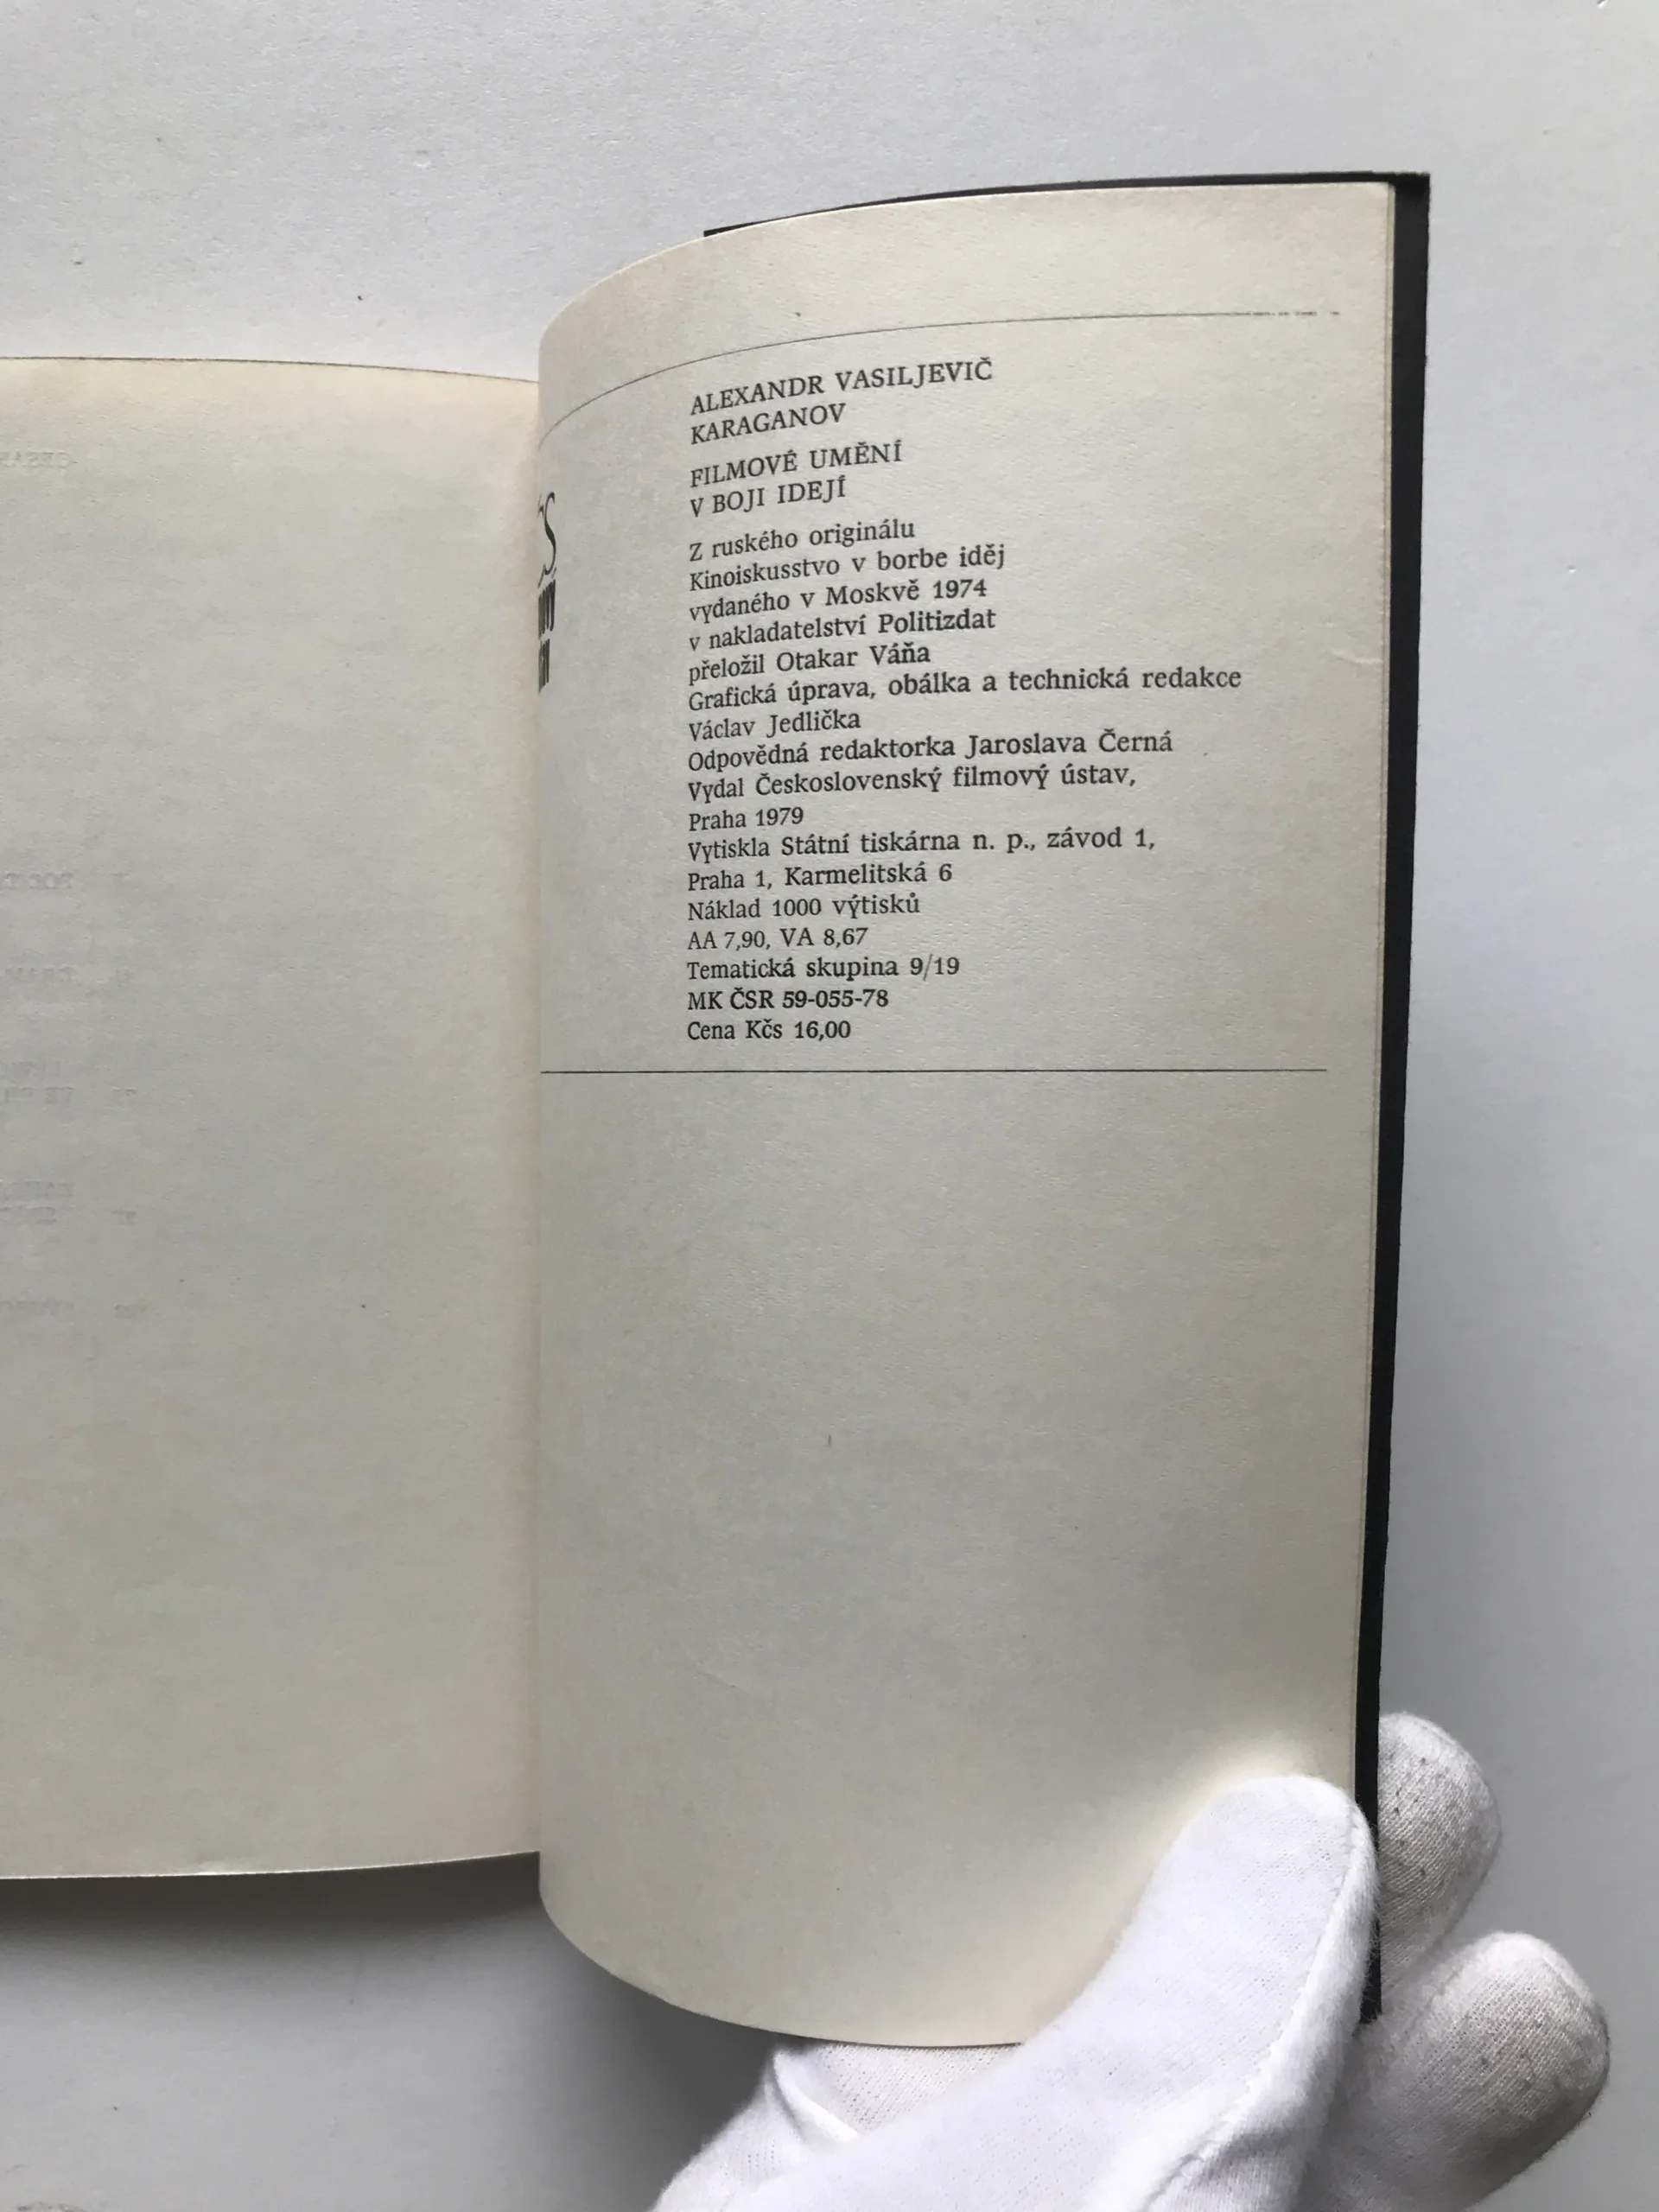 ALEXANDR VASILJEVIČ
KARAGANOV
FILMOVÉ UMĚNÍ
V BOJI IDEJÍ
Z ruského originálu
Kinoiskusstvo v borbe iděj
vydaného v Moskvě 1974
v nakladatelství Politizdat
přeložil Otakar Váňa
Grafická úprava, obálka a technická redakce
Václav Jedlička
Odpovědná redaktorka Jaroslava Černá
Vydal Československý filmový ústav,
Praha 1979
Vytiskla Státní tiskárna n. p., závod 1,
Praha 1, Karmelitská 6
Náklad 1000 výtisků
AA 7,90, VA 8,67
Tematická skupina 9/19
MK ČSR 59-055-78
Cena Kčs 16,00